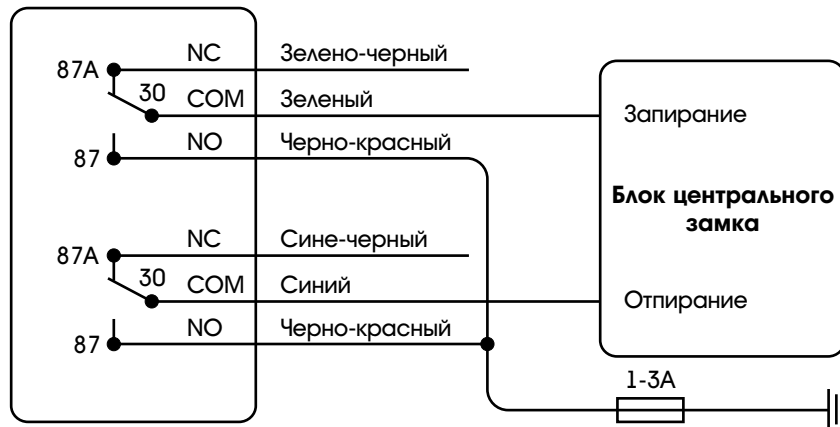 NC Зелено-черный
87A
30 COM Зеленый
NO Черно-красный
87
NC Сине-черный
87A
30 COM Синий
NO Черно-красный
87
Запирание
Блок центрального
замка
Отпирание
1-3A